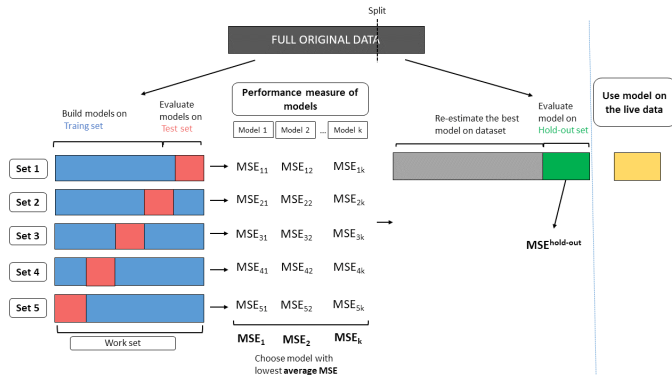 Split
FULL ORIGINAL DATA
Build models on
Traing set
Evaluate
models on
Test set
Performance measure of
models
Model 1 Model 2 ... Model k
Re-estimate the best
model on dataset
Evaluate
model on
Hold-out set
Use model on
the live data
Set 1 MSE11 MSE12 MSE1k
Set 2 MSE21 MSE22 MSE2k
Set 3 MSE31 MSE32 MSE3k
Set 4 MSE41 MSE42 MSE4k
Set 5 MSE51 MSE52 MSE5k
MSEhold-out
Work set
MSE1 MSE2 MSEk
Choose model with
lowest average MSE